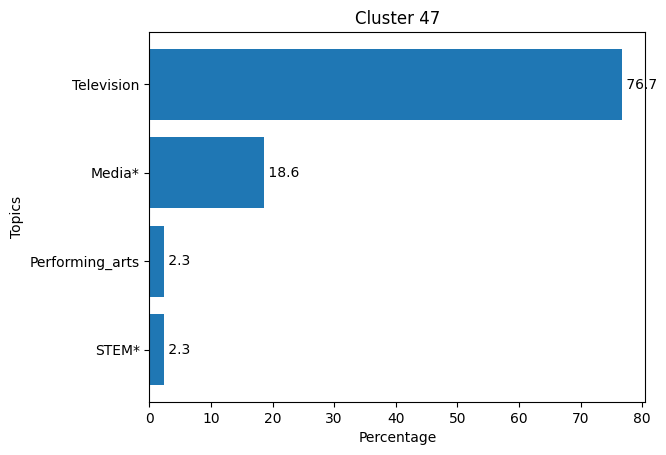 Cluster 47
Topics
Television
76.7
Media*
18.6
Performing_arts
2.3
STEM*
2.3
0 10 20 30 40 50 60 70 80
Percentage